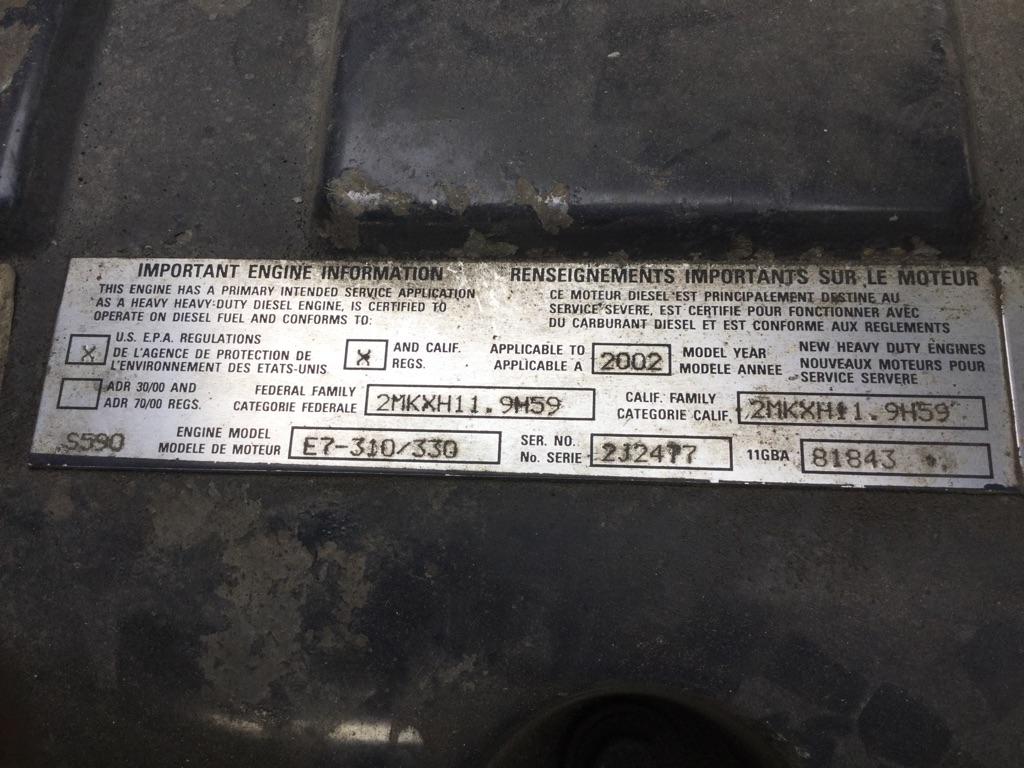 IMPORTANT ENGINE INFORMATION
THIS ENGINE HAS A PRIMARY INTENDED SERVICE APPLICATION
AS A HEAVY HEAVY-DUTY DIESEL ENGINE, IS CERTIFIED TO
OPERATE ON DIESEL FUEL AND CONFORMS TO:
RENSEIGNEMENTS IMPORTANTS SUR LE MOTEUR
CE MOTEUR DIESEL EST PRINCIPALEMENT DESTINE AU
SERVICE SEVERE, EST CERTIFIE POUR FONCTIONNER AVEC
DU CARBURANT DIESEL ET EST CONFORME AUX REGLEMENTS
X U.S. E.P.A. REGULATIONS
DE L'AGENCE DE PROTECTION DE
L'ENVIRONNEMENT DES ETATS-UNIS
X AND CALIF.
REGS.
APPLICABLE TO
APPLICABLE A
2002
MODEL YEAR
MODELE ANNEE
NEW HEAVY DUTY ENGINES
NOUVEAUX MOTEURS POUR
SERVICE SERVERE
ADR 30/00 AND
ADR 70/00 REGS.
FEDERAL FAMILY
CATEGORIE FEDERALE
2MKXH11.9H59
CALIF. FAMILY
CATEGORIE CALIF.
2MKXH11.9H59
S590
ENGINE MODEL
MODELE DE MOTEUR
E7-310/330
SER. NO.
No. SERIE
2J2477
11GBA
81843